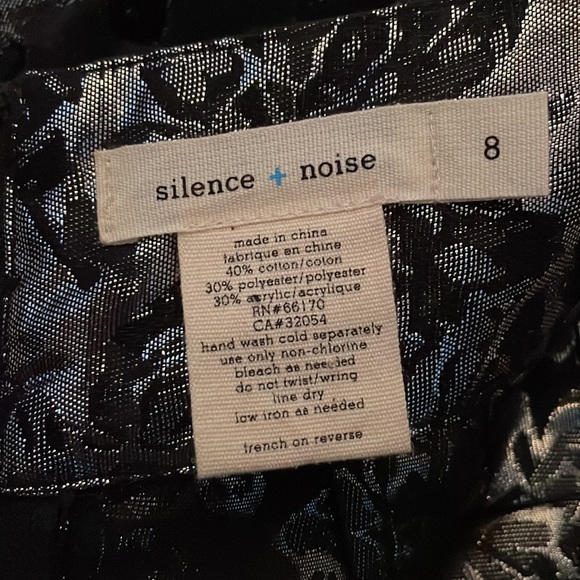 silence + noise 8
made in china
fabrique en chine
40% cotton/coton
30% polyester/polyester
30% acrylic/acrylique
RN#66170
CA#32054
hand wash cold separately
use only non-chlorine
bleach as needed
do not twist/wring
line dry
low iron as needed
french on reverse